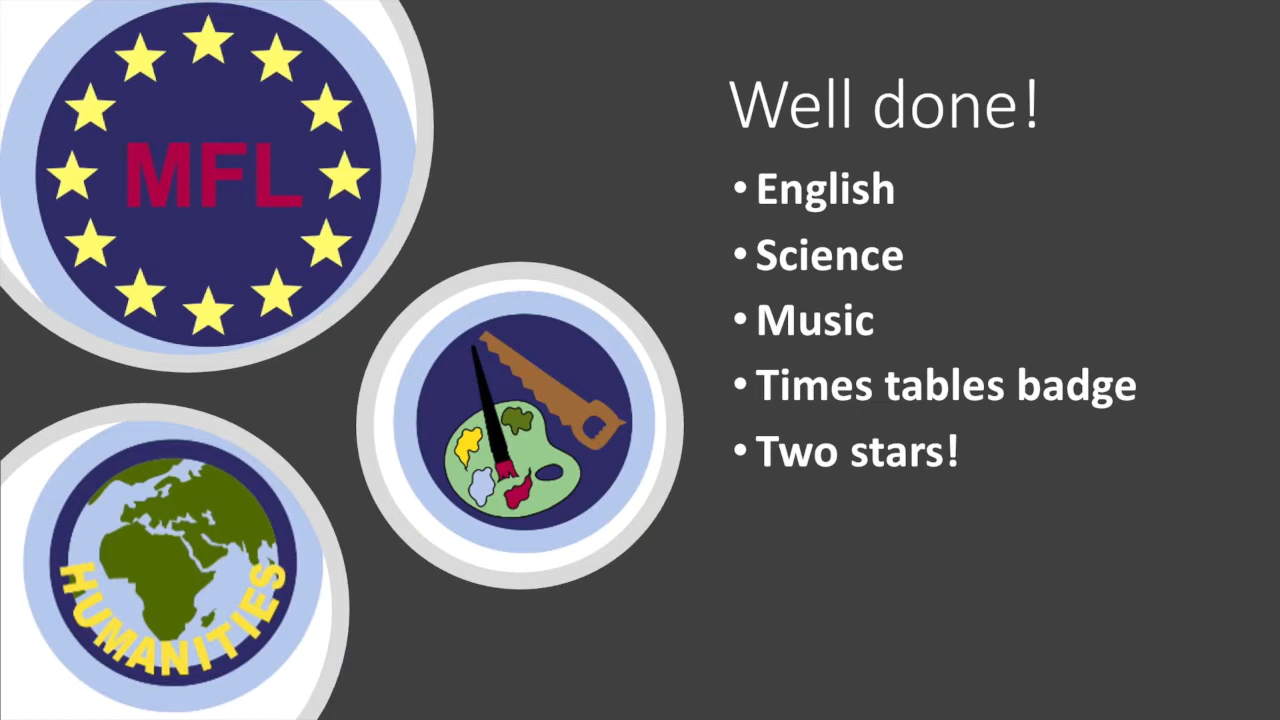 MFL
HUMANITIES
Well done!
• English
• Science
• Music
• Times tables badge
• Two stars!